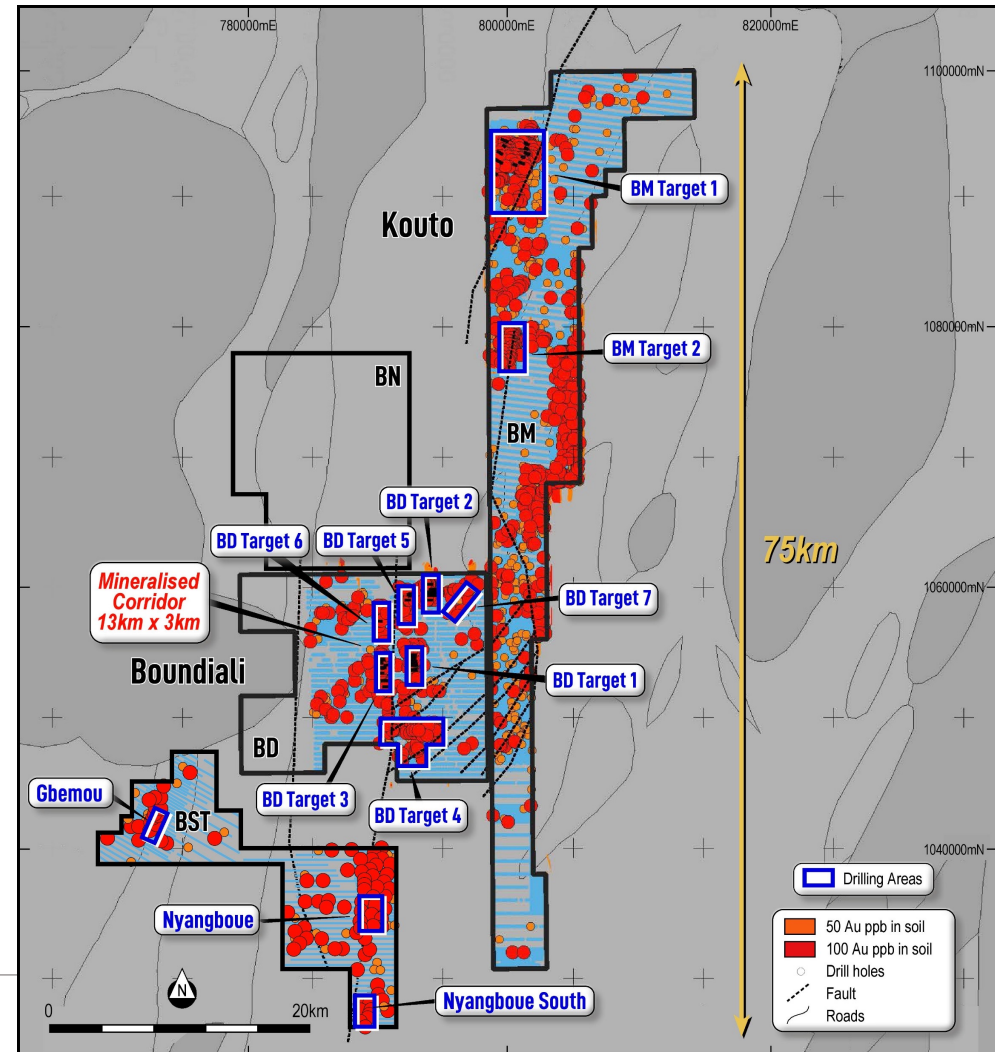 780000mE
800000mE
820000mE
1100000mN
BM Target 1
Kouto
1080000mN
BM Target 2
BN
BM
BD Target 2
BD Target 6
BD Target 5
75km
Mineralised
Corridor
13km x 3km
1060000mN
BD Target 7
Boundiali
BD Target 1
BD
Gbemou
BD Target 3
BD Target 4
BST
1040000mN
Drilling Areas
Nyangboue
50 Au ppb in soil
100 Au ppb in soil
Drill holes
Fault
Roads
N
Nyangboue South
0
20km